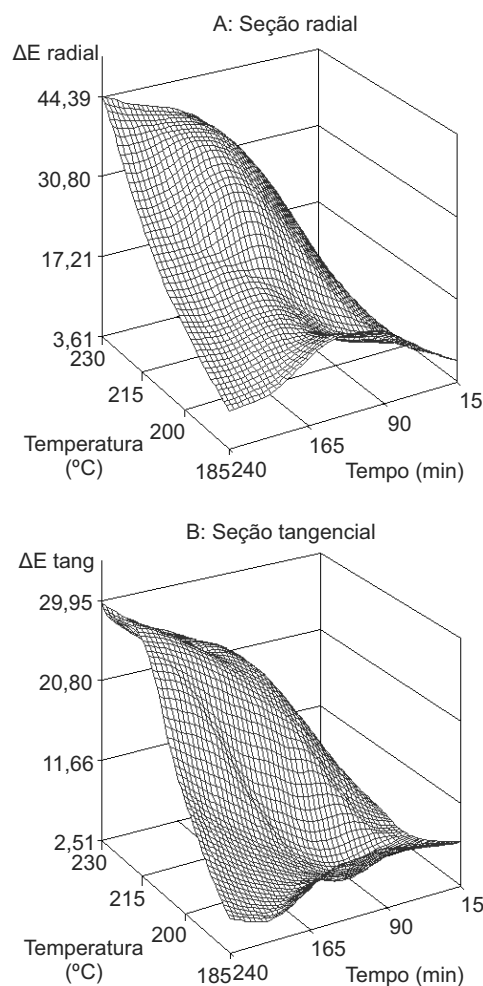 A: Seção radial
ΔE radial
44,39
30,80
17,21
3,61
230
215
200
185
240
165
90
15
Temperatura
(ºC)
Tempo (min)
B: Seção tangencial
ΔE tang
29,95
20,80
11,66
2,51
230
215
200
185
240
165
90
15
Temperatura
(ºC)
Tempo (min)